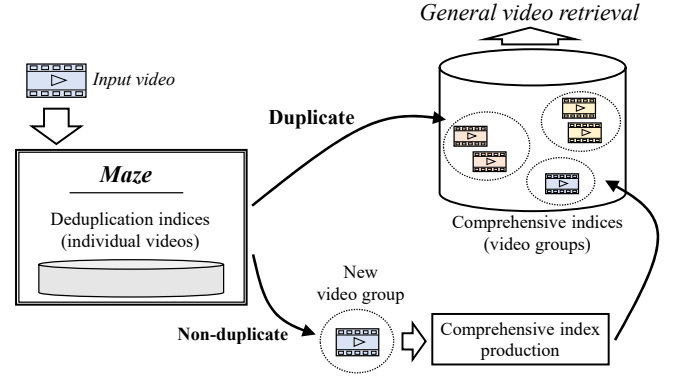 General video retrieval
Input video
Duplicate
Maze
Deduplication indices
(individual videos)
Comprehensive indices
(video groups)
New
video group
Non-duplicate
Comprehensive index
production